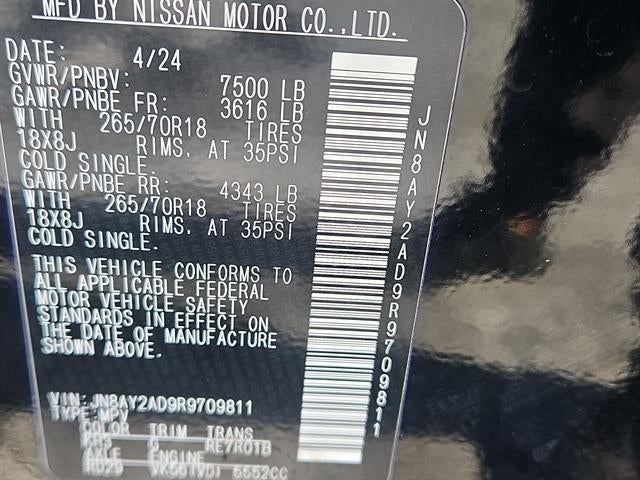 MFD BY NISSAN MOTOR CO.,LTD.
DATE: 4/24
GVWR/PNBV: 7500 LB
GAWR/PNBE FR: 3616 LB
WITH 265/70R18 TIRES
18X8J RIMS, AT 35PSI
COLD SINGLE.
GAWR/PNBE RR: 4343 LB
WITH 265/70R18 TIRES
18X8J RIMS, AT 35PSI
COLD SINGLE.
THIS VEHICLE CONFORMS TO
ALL APPLICABLE FEDERAL
MOTOR VEHICLE SAFETY
STANDARDS IN EFFECT ON
THE DATE OF MANUFACTURE
SHOWN ABOVE.
VIN: JN8AY2AD9R9709811
TYPE: MPV
COLOR TRIM TRANS
KH3 G RE7R01B
AXLE ENGINE
5552CC
JN8AY2AD9R9709811